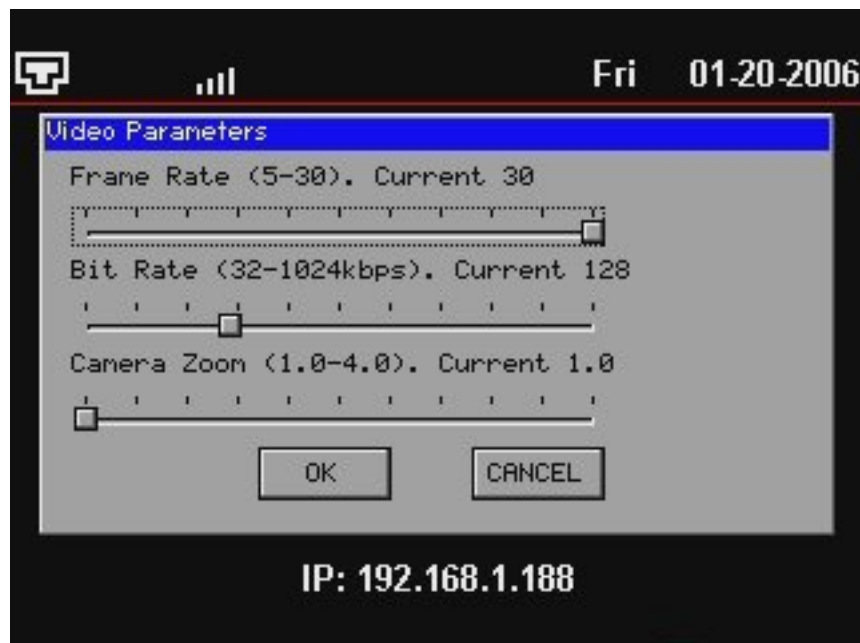 Fri 01-20-2006
Video Parameters
Frame Rate (5-30). Current 30
Bit Rate (32-1024kbps). Current 128
Camera Zoom (1.0-4.0). Current 1.0
OK CANCEL
IP: 192.168.1.188